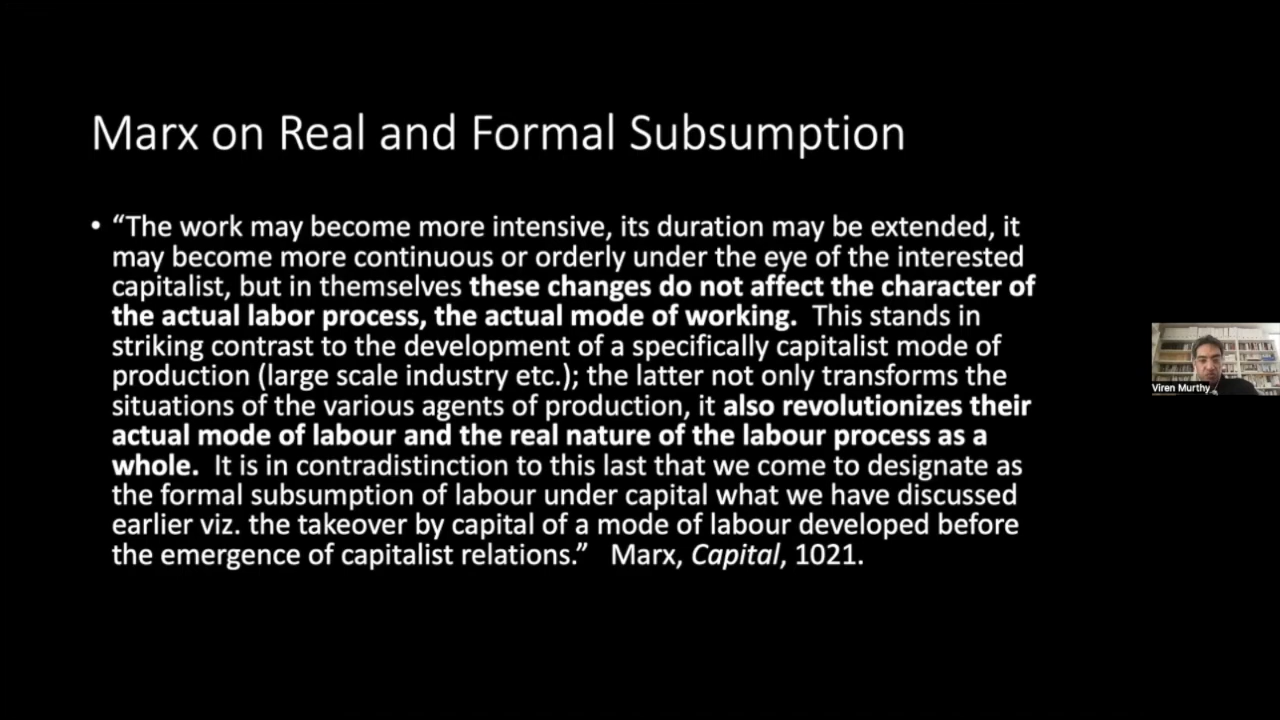 Marx on Real and Formal Subsumption
• “The work may become more intensive, its duration may be extended, it
may become more continuous or orderly under the eye of the interested
capitalist, but in themselves these changes do not affect the character of
the actual labor process, the actual mode of working.  This stands in
striking contrast to the development of a specifically capitalist mode of
production (large scale industry etc.); the latter not only transforms the
situations of the various agents of production, it also revolutionizes their
actual mode of labour and the real nature of the labour process as a
whole.  It is in contradistinction to this last that we come to designate as
the formal subsumption of labour under capital what we have discussed
earlier viz. the takeover by capital of a mode of labour developed before
the emergence of capitalist relations.”   Marx, Capital, 1021.
Viren Murthy